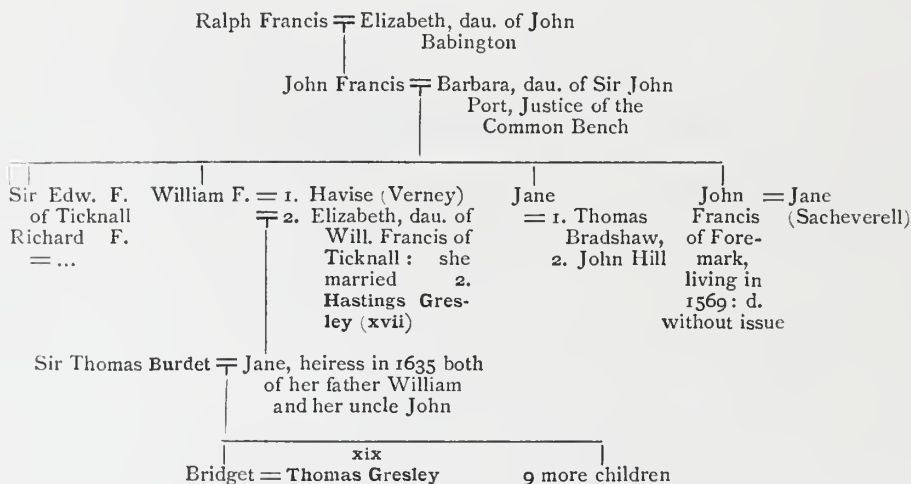 Ralph Francis = Elizabeth, dau. of John
Babington
John Francis = Barbara, dau. of Sir John
Port, Justice of the
Common Bench
Sir Edw. F.
of Ticknall
Richard F.
= ...
William F. = 1. Havise (Verney)
= 2. Elizabeth, dau. of
Will. Francis of
Ticknall : she
married 2.
Hastings Gres-
ley (xvii)
Jane
= 1. Thomas
Bradshaw,
2. John Hill
John = Jane
Francis (Sacheverell)
of Fore-
mark,
living in
1569 : d.
without issue
Sir Thomas Burdet = Jane, heiress in 1635 both
of her father William
and her uncle John
xix
Bridget = Thomas Gresley 9 more children